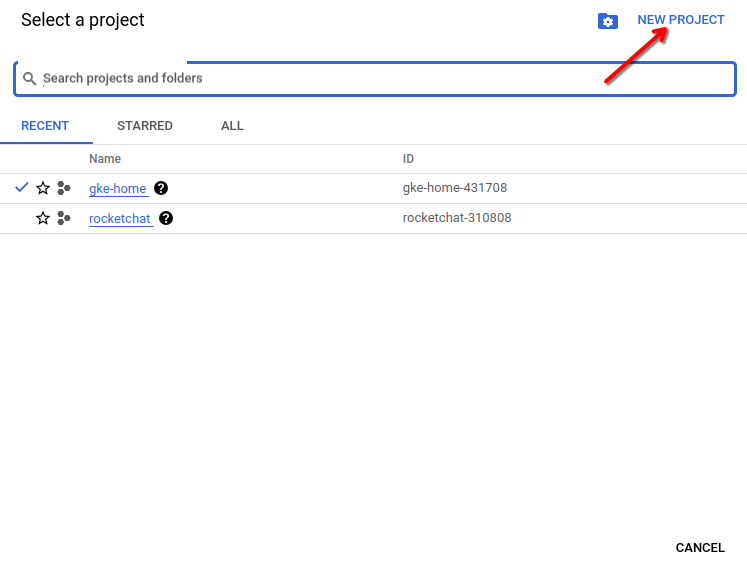 Select a project
NEW PROJECT
Search projects and folders
RECENT STARRED ALL
Name ID
gke-home ? gke-home-431708
rocketchat ? rocketchat-310808
CANCEL